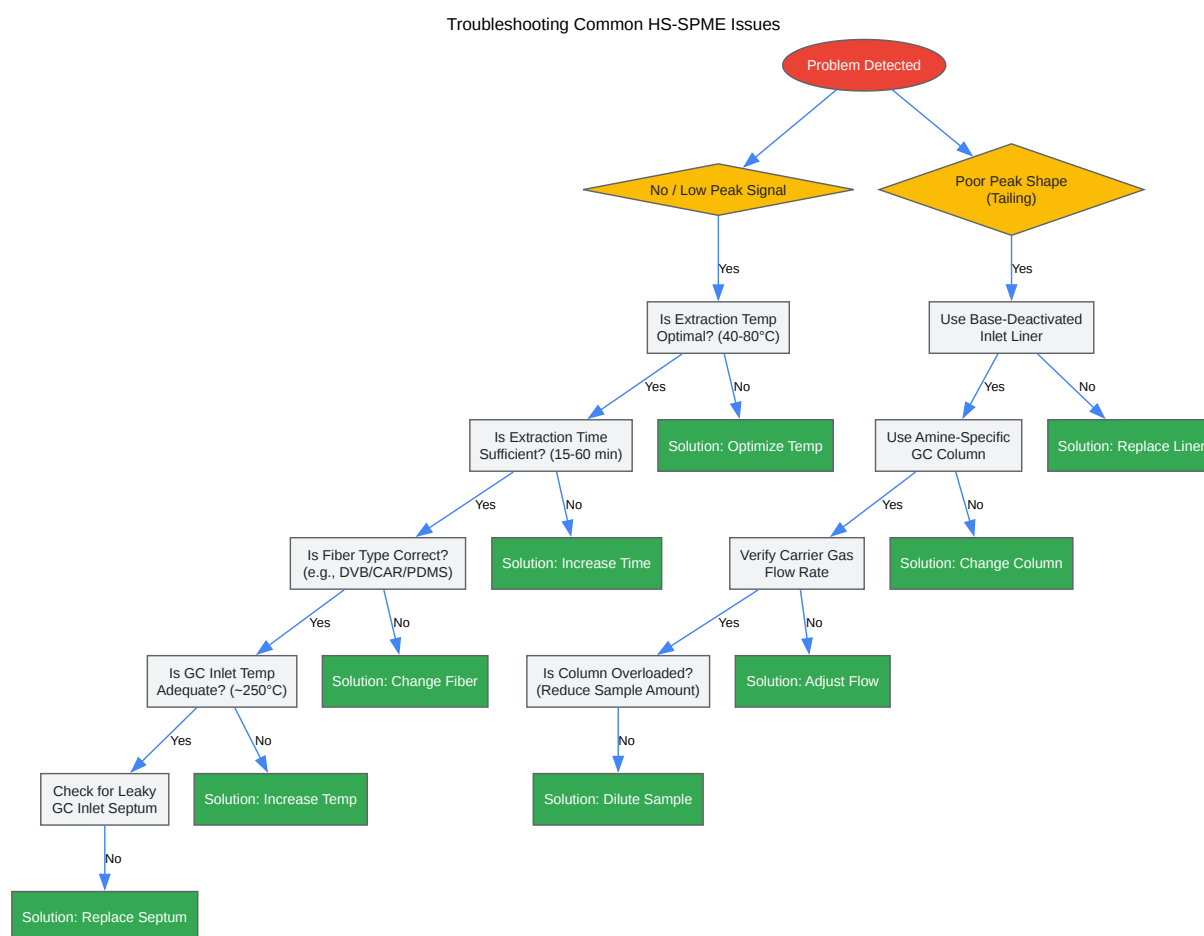 Troubleshooting Common HS-SPME Issues
Problem Detected
No / Low Peak Signal
Poor Peak Shape
(Tailing)
Yes
Yes
Is Extraction Temp
Optimal? (40-80°C)
Use Base-Deactivated
Inlet Liner
Yes
No
Yes
No
Is Extraction Time
Sufficient? (15-60 min)
Solution: Optimize Temp
Use Amine-Specific
GC Column
Solution: Replace Liner
Yes
No
Yes
No
Is Fiber Type Correct?
(e.g., DVB/CAR/PDMS)
Solution: Increase Time
Verify Carrier Gas
Flow Rate
Solution: Change Column
Yes
No
Yes
No
Is GC Inlet Temp
Adequate? (~250°C)
Solution: Change Fiber
Is Column Overloaded?
(Reduce Sample Amount)
Solution: Adjust Flow
Yes
No
No
Check for Leaky
GC Inlet Septum
Solution: Increase Temp
Solution: Dilute Sample
No
Solution: Replace Septum